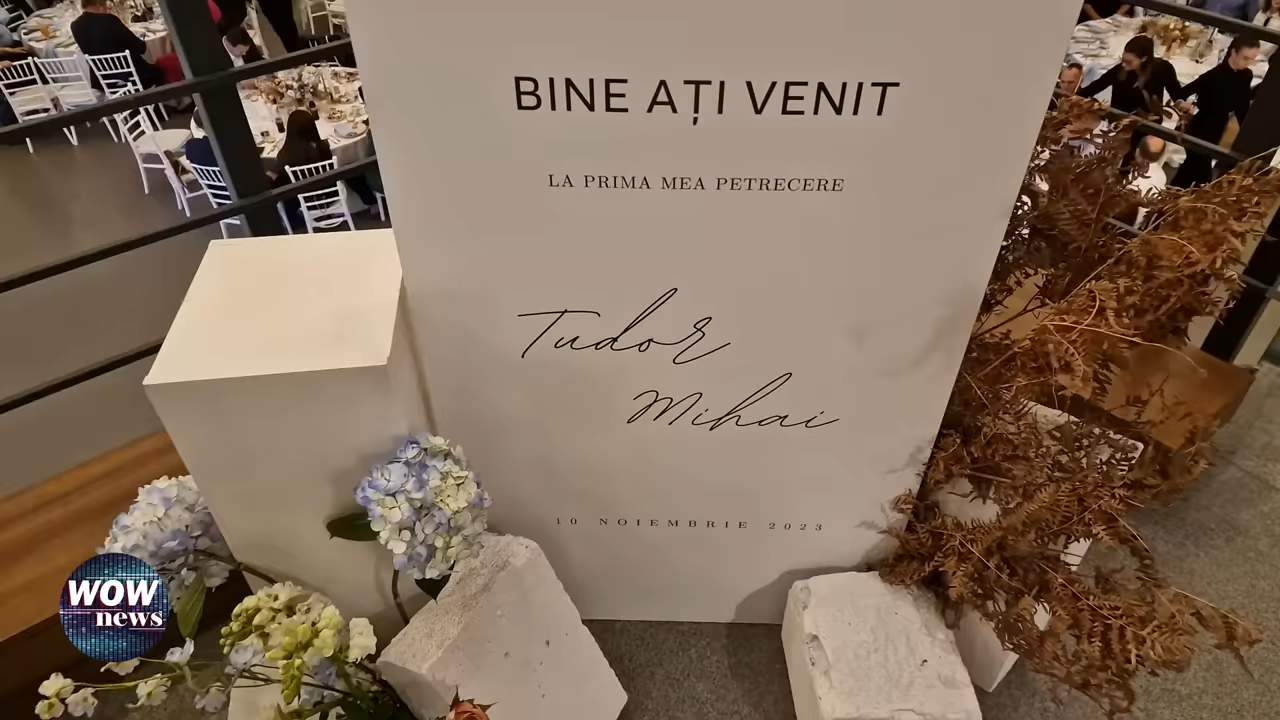 BINE AȚI VENIT
LA PRIMA MEA PETRECERE
Tudor
Mihai
10 NOIEMBRIE 2023
WOW
news